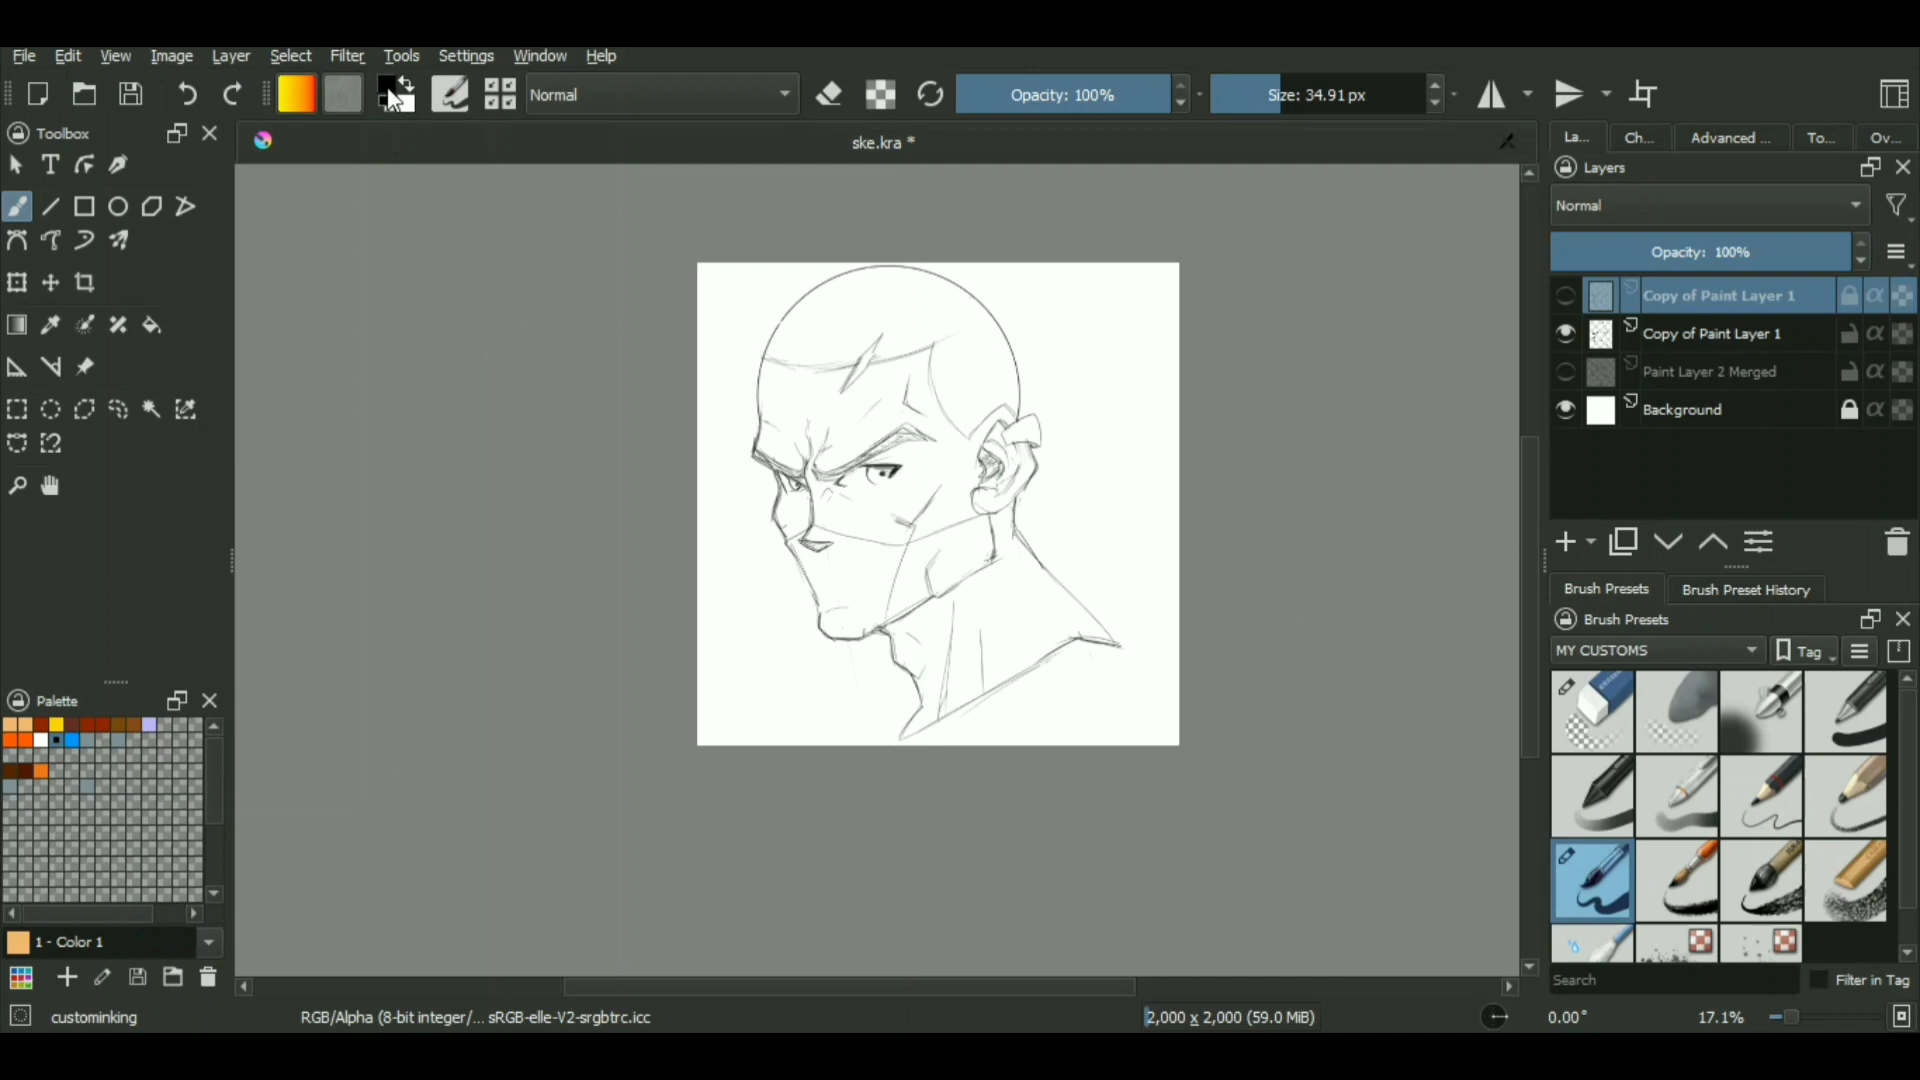 File Edit View Image Layer Select Filter Tools Settings Window Help
Normal
Opacity: 100%
Size: 34.91 px
Toolbox
ske.kra *
La... Ch... Advanced ... To... Ov...
Layers
Normal
Opacity: 100%
Copy of Paint Layer 1
Copy of Paint Layer 1
Paint Layer 2 Merged
Background
Brush Presets Brush Preset History
Brush Presets
MY CUSTOMS Tag
Palette
1 - Color 1
Search Filter in Tag
custominking
RGB/Alpha (8-bit integer/... sRGB-elle-V2-srgbtrc.icc
2,000 x 2,000 (59.0 MiB)
0.00°
17.1%